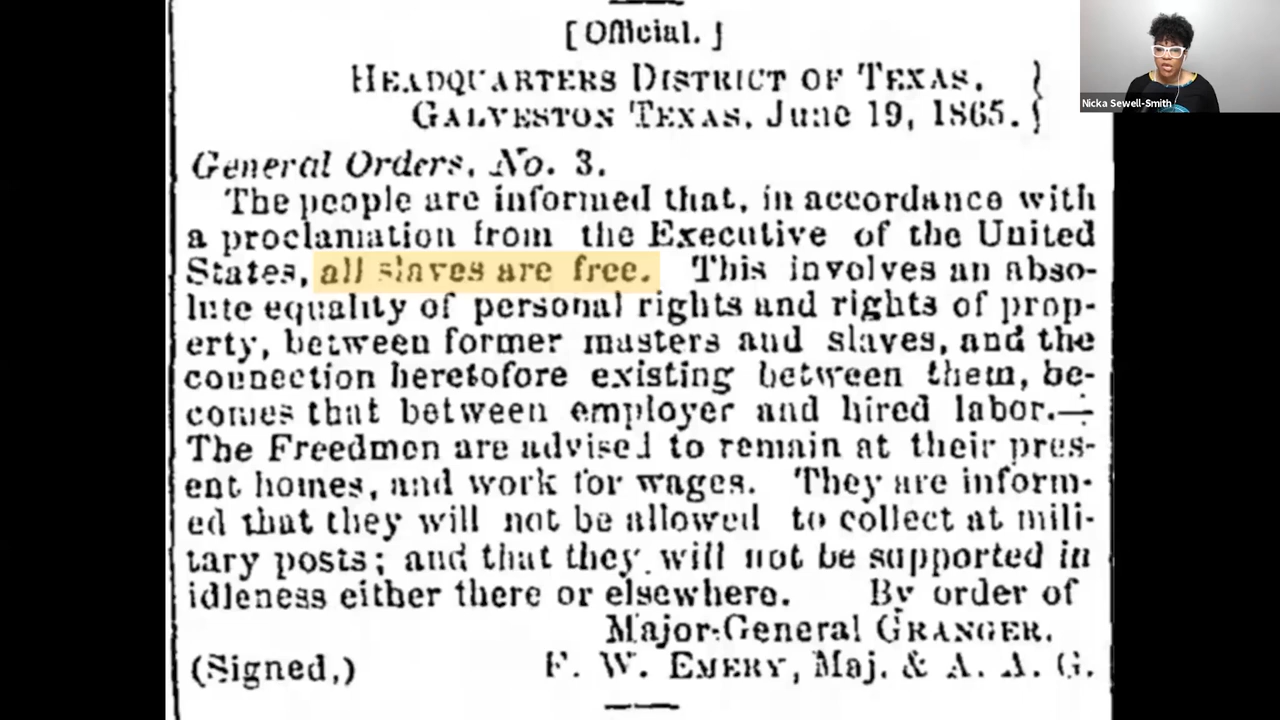 [Official.]
HEADQUARTERS DISTRICT OF TEXAS.
GALVESTON TEXAS, June 19, 1865.
General Orders, No. 3.
The people are informed that, in accordance with
a proclamation from the Executive of the United
States, all slaves are free. This involves an abso-
lute equality of personal rights and rights of prop-
erty, between former masters and slaves, and the
connection heretofore existing between them, be-
comes that between employer and hired labor.—
The Freedmen are advised to remain at their pres-
ent homes, and work for wages. They are inform-
ed that they will not be allowed to collect at mili-
tary posts; and that they will not be supported in
idleness either there or elsewhere. By order of
Major-General GRANGER.
(Signed,) F. W. EMERY, Maj. & A. A. G.
Nicka Sewell-Smith